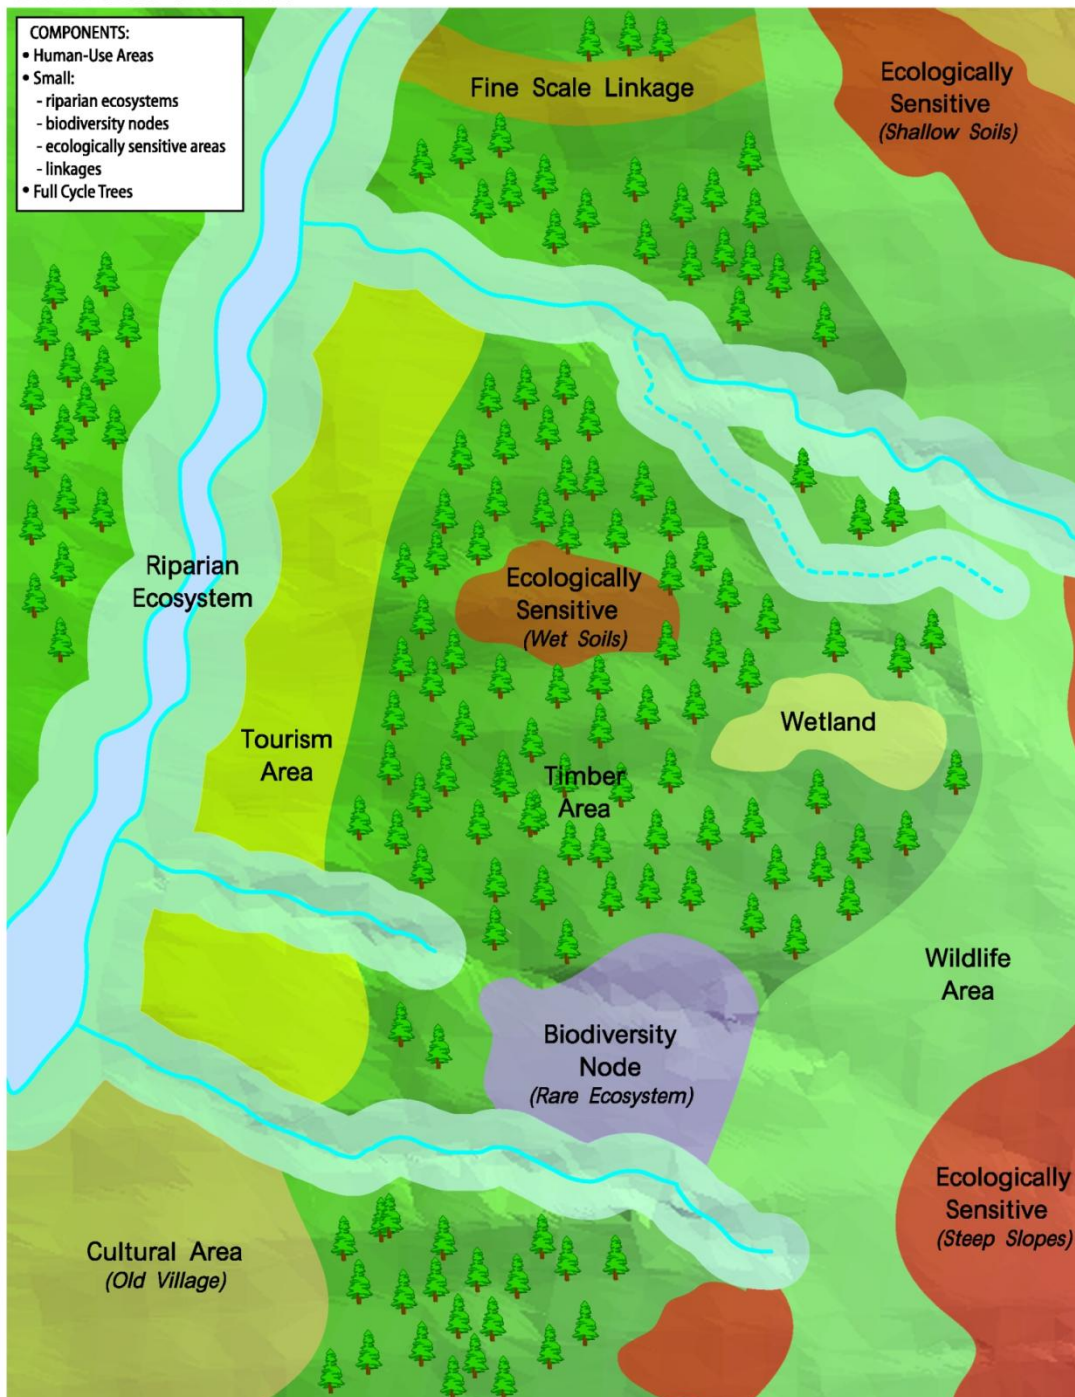 COMPONENTS:
• Human-Use Areas
• Small:
- riparian ecosystems
- biodiversity nodes
- ecologically sensitive areas
- linkages
• Full Cycle Trees
Fine Scale Linkage
Ecologically
Sensitive
(Shallow Soils)
Riparian
Ecosystem
Ecologically
Sensitive
(Wet Soils)
Tourism
Area
Wetland
Timber
Area
Wildlife
Area
Biodiversity
Node
(Rare Ecosystem)
Ecologically
Sensitive
(Steep Slopes)
Cultural Area
(Old Village)